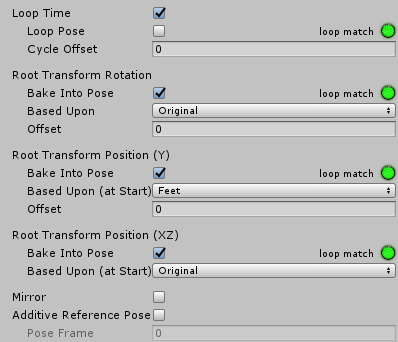 Loop Time
Loop Pose loop match
Cycle Offset 0
Root Transform Rotation
Bake Into Pose loop match
Based Upon Original
Offset 0
Root Transform Position (Y)
Bake Into Pose loop match
Based Upon (at Start) Feet
Offset 0
Root Transform Position (XZ)
Bake Into Pose loop match
Based Upon (at Start) Original
Mirror
Additive Reference Pose
Pose Frame 0